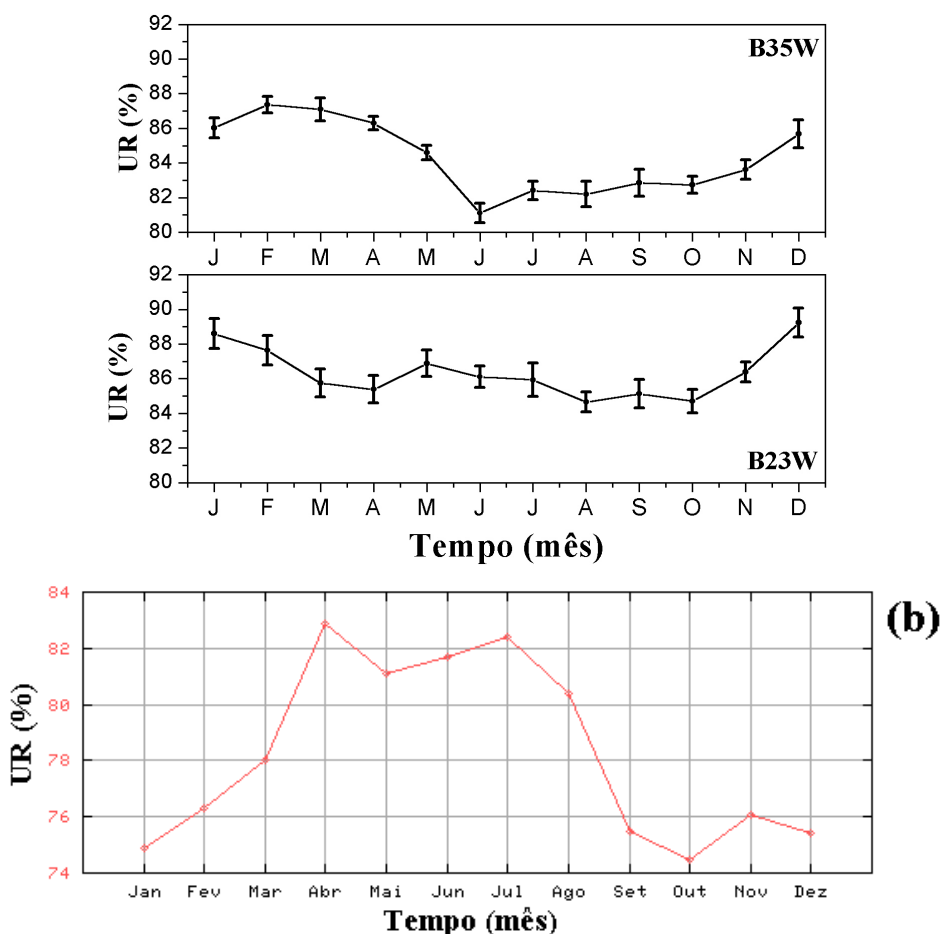 B35W
UR (%)
92
90
88
86
84
82
80
J F M A M J J A S O N D
B23W
UR (%)
92
90
88
86
84
82
80
J F M A M J J A S O N D
Tempo (mês)
(b)
UR (%)
84
82
80
78
76
74
Jan Fev Mar Abr Mai Jun Jul Ago Set Out Nov Dez
Tempo (mês)